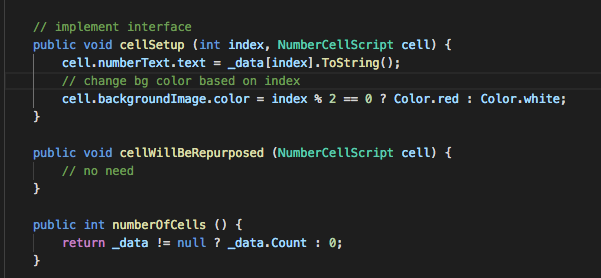 // implement interface
public void cellSetup (int index, NumberCellScript cell) {
    cell.numberText.text = _data[index].ToString();
    // change bg color based on index
    cell.backgroundImage.color = index % 2 == 0 ? Color.red : Color.white;
}

public void cellWillBeRepurposed (NumberCellScript cell) {
    // no need
}

public int numberOfCells () {
    return _data != null ? _data.Count : 0;
}